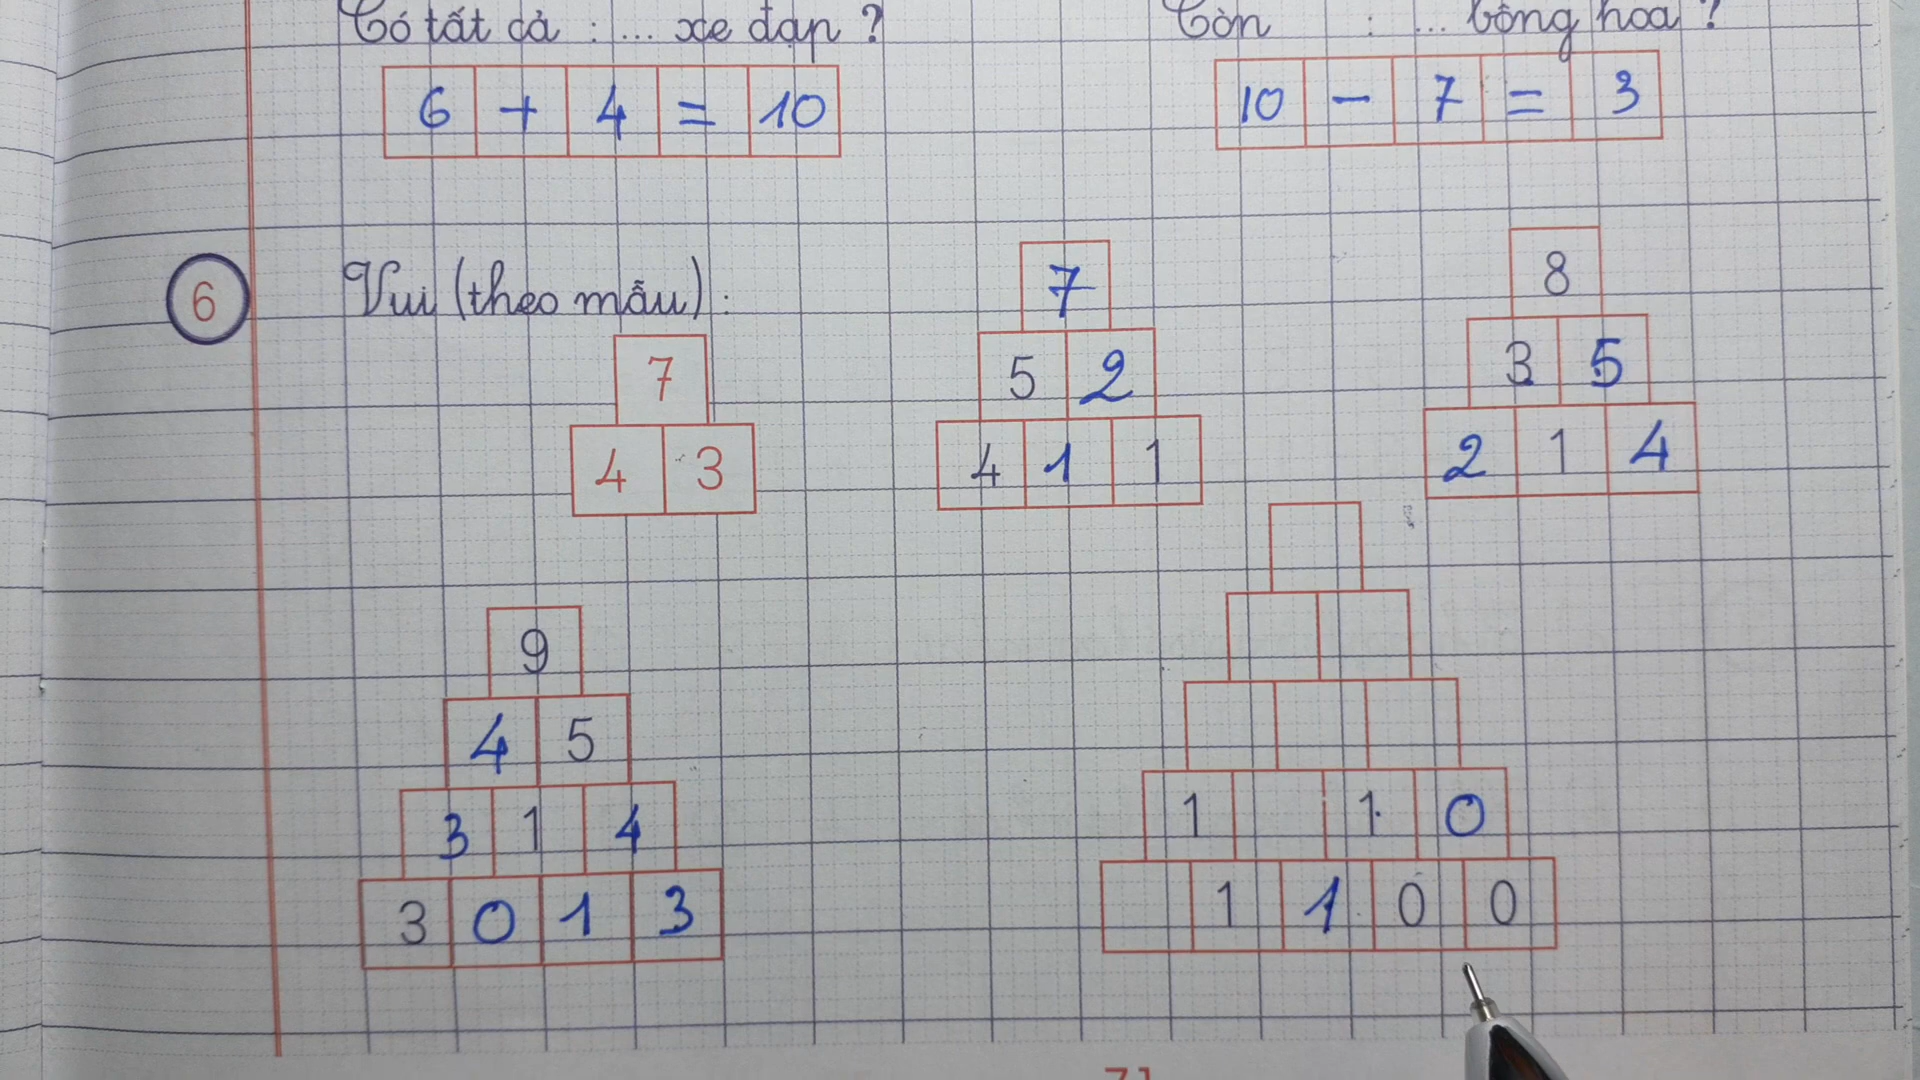 Có tất cả : ... xe đạp ?
Còn : ... bông hoa ?
6 + 4 = 10
10 - 7 = 3
6
Vui (theo mẫu) :
7
4 3
7
5 2
4 1 1
8
3 5
2 1 4
9
4 5
3 1 4
3 0 1 3
1 1 0
1 1 0 0